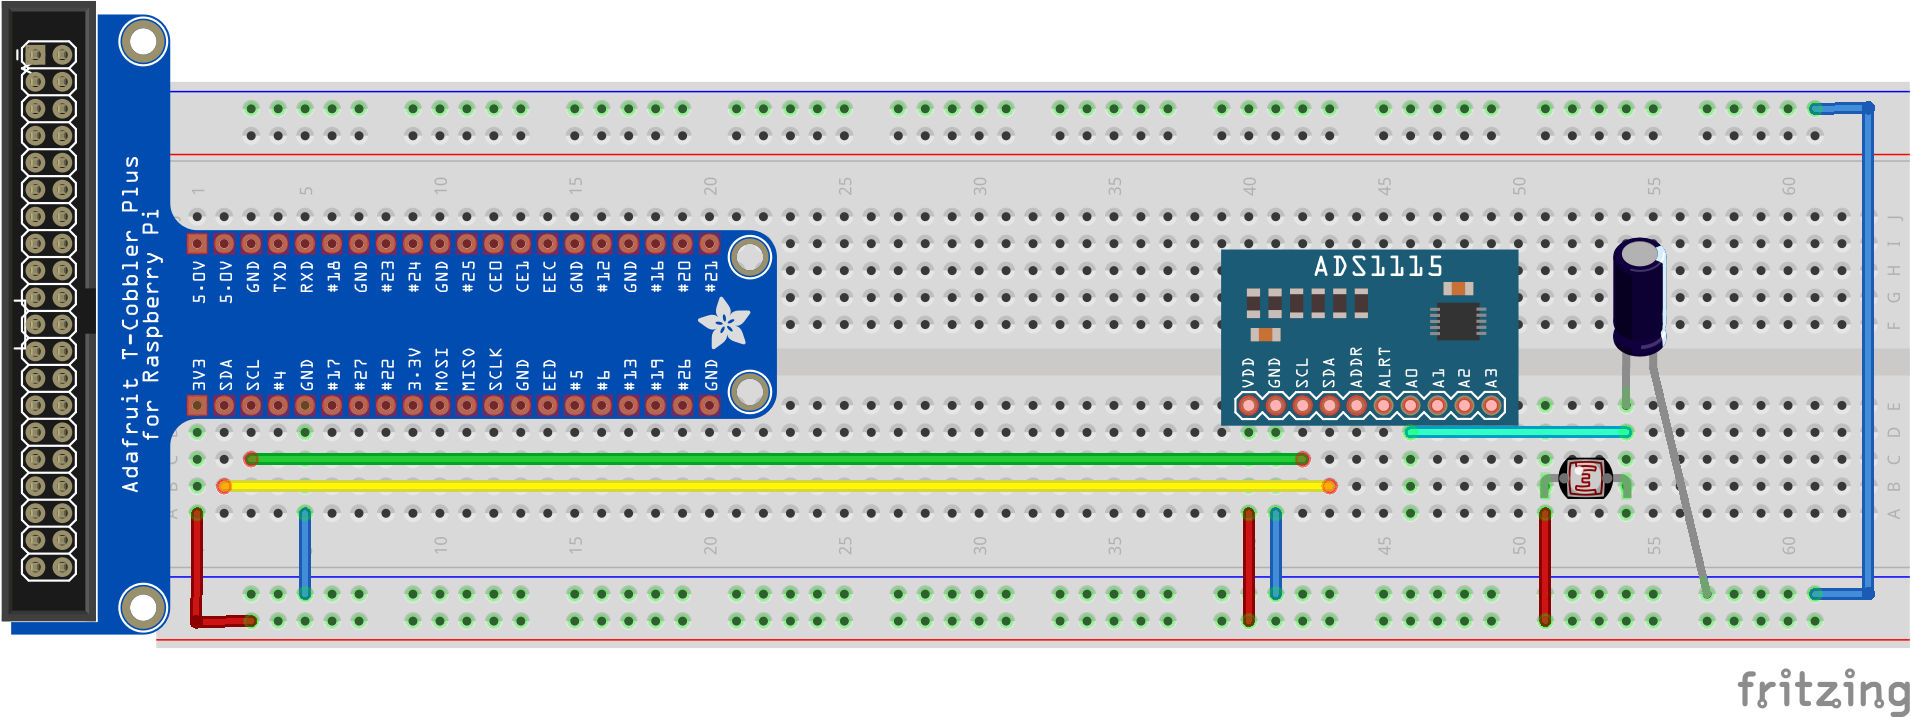 Adafruit T-Cobbler Plus
for Raspberry Pi
1 5 10 15 20 25 30 35 40 45 50 55 60
J
I
H
G
F
5.0V 5.0V GND TXD RXD #18 GND #23 #24 GND #25 CE0 CE1 EEC GND #12 GND #16 #20 #21
3V3 SDA SCL #4 GND #17 #27 #22 3.3V MOSI MISO SCLK GND EED #5 #6 #13 #19 #26 GND
ADS1115
VDD GND SCL SDA ADDR ALRT A0 A1 A2 A3
E
D
C
B
A
10 15 20 25 30 35 45 50 55 60
fritzing